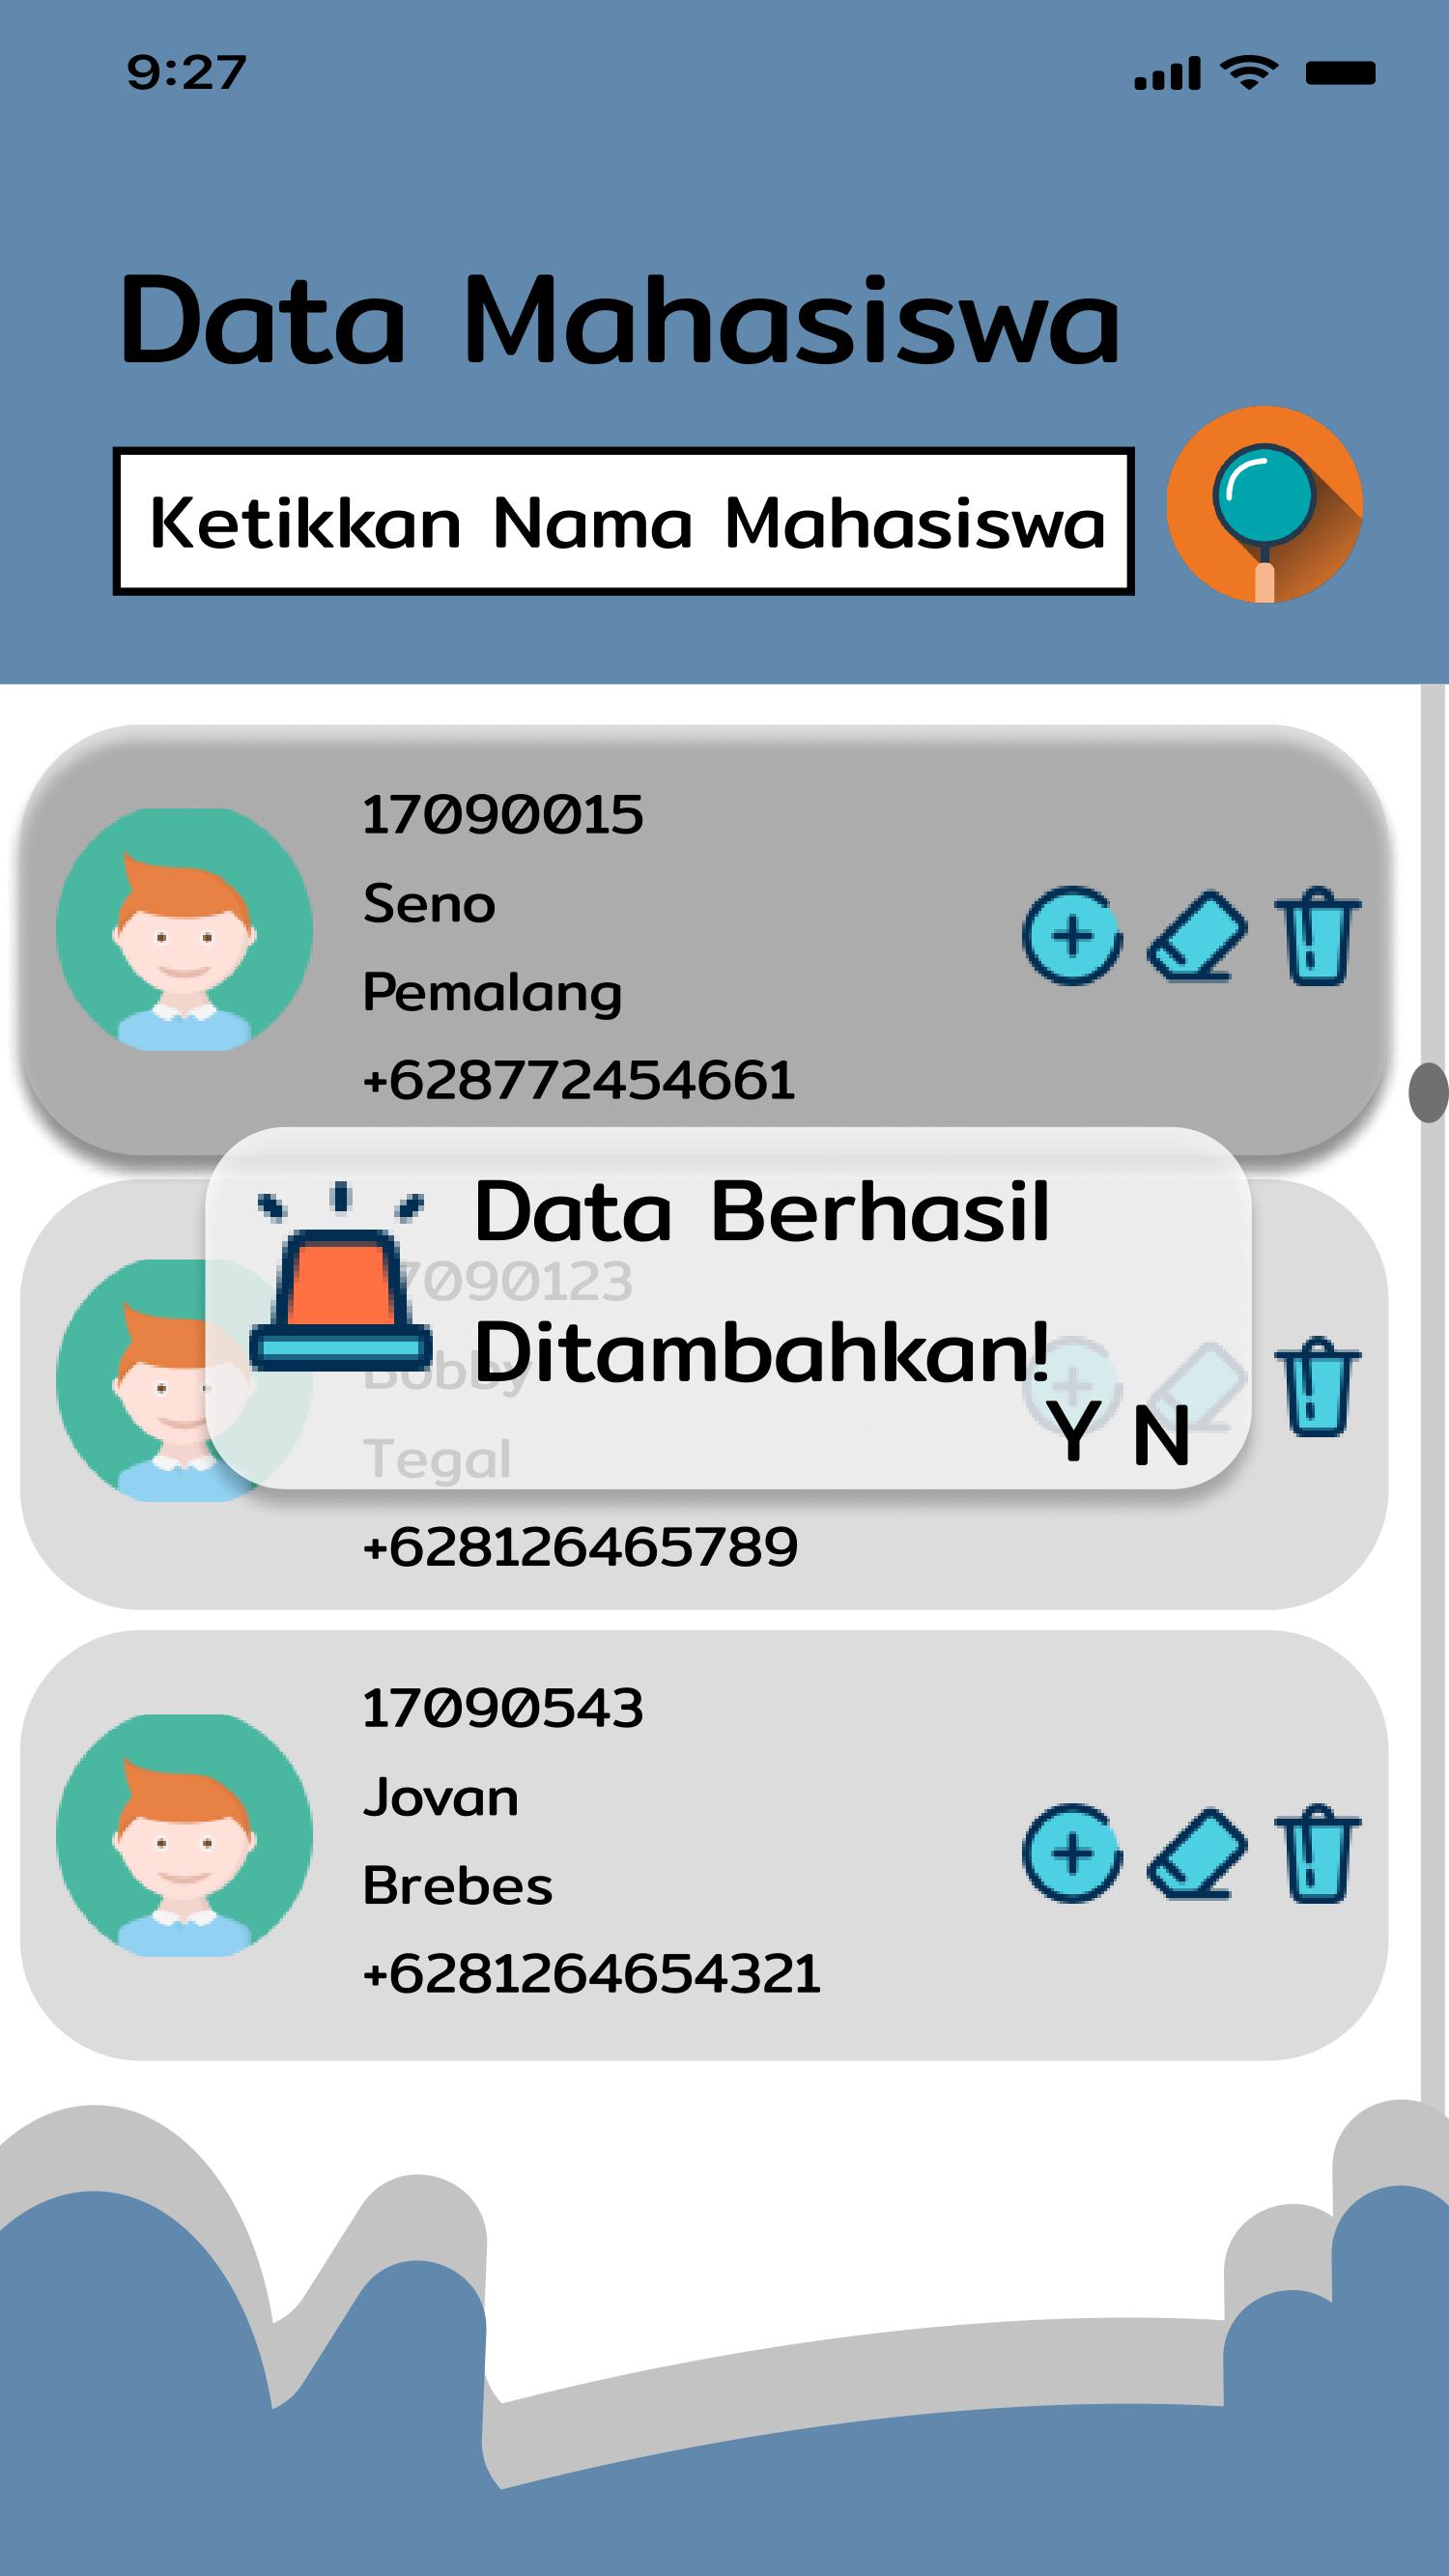 9:27
Data Mahasiswa
Ketikkan Nama Mahasiswa
17090015
Seno
Pemalang
+628772454661
Data Berhasil
7090123
Ditambahkan!
Bobby
Y N
Tegal
+628126465789
17090543
Jovan
Brebes
+6281264654321